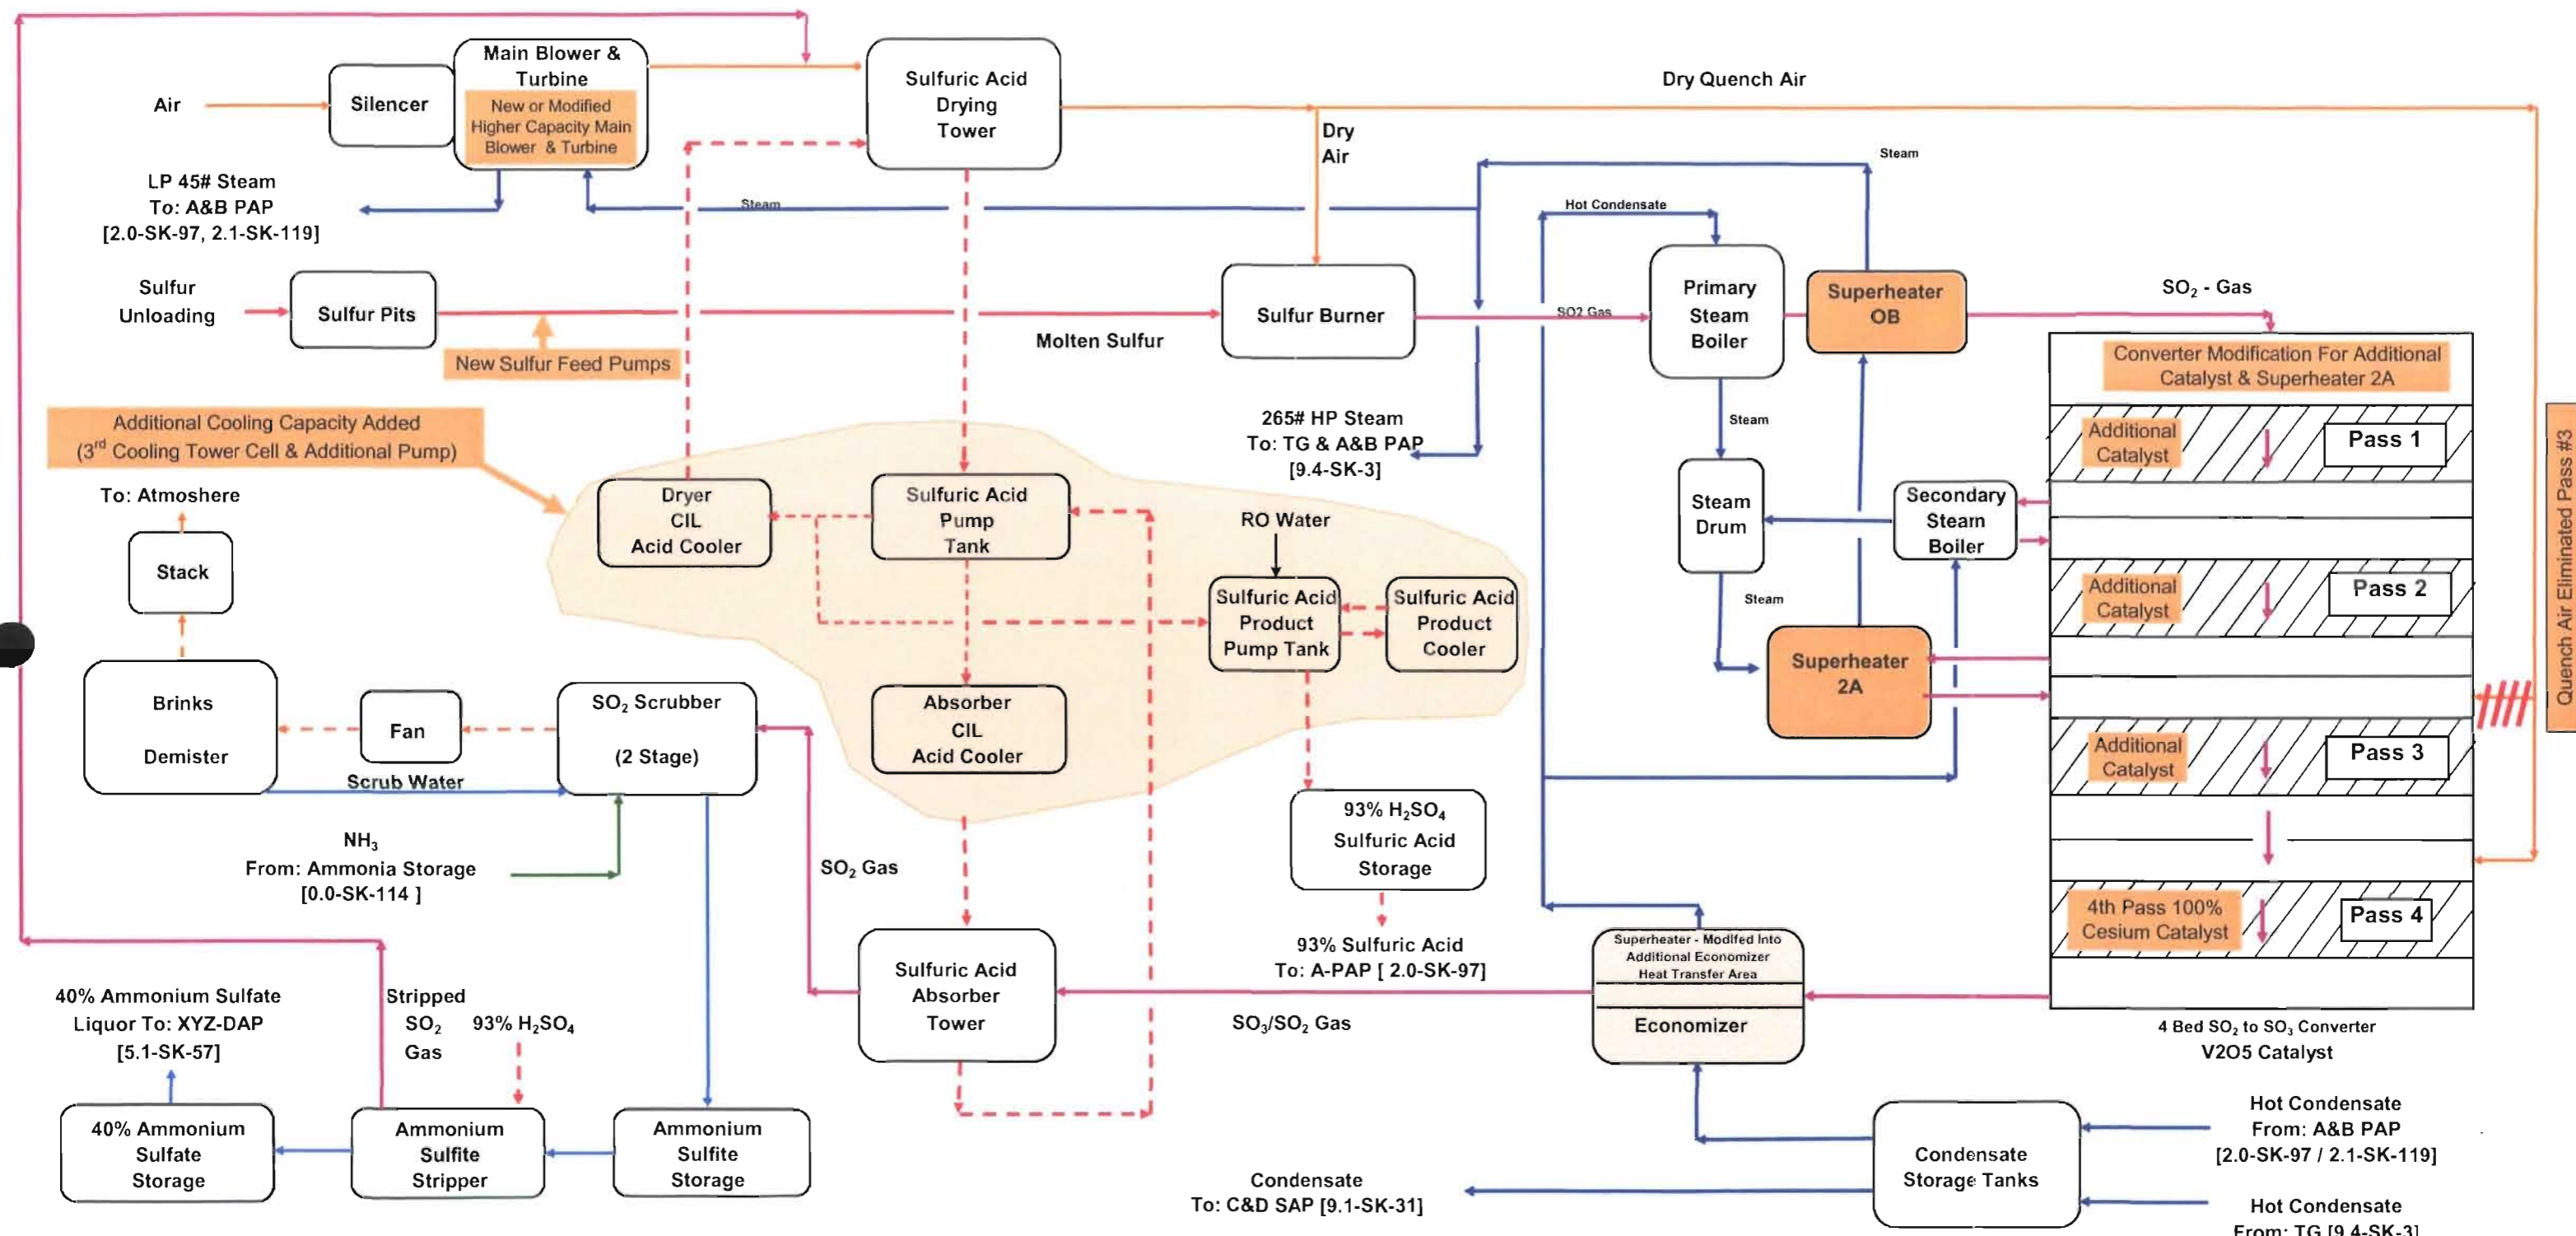 Main Blower &
Turbine
New or Modified
Higher Capacity Main
Blower & Turbine
Air
Silencer
Sulfuric Acid
Drying
Tower
Dry Quench Air
Dry
Air
Steam
LP 45# Steam
To: A&B PAP
[2.0-SK-97, 2.1-SK-119]
Steam
Hot Condensate
Sulfur
Unloading
Sulfur Pits
New Sulfur Feed Pumps
Molten Sulfur
Sulfur Burner
SO2 Gas
Primary
Steam
Boiler
Superheater
OB
SO₂ - Gas
Converter Modification For Additional
Catalyst & Superheater 2A
Additional Cooling Capacity Added
(3rd Cooling Tower Cell & Additional Pump)
265# HP Steam
To: TG & A&B PAP
[9.4-SK-3]
Steam
Additional
Catalyst
Pass 1
Quench Air Eliminated Pass #3
To: Atmoshere
Stack
Dryer
CIL
Acid Cooler
Sulfuric Acid
Pump
Tank
RO Water
Steam
Drum
Secondary
Steam
Boiler
Sulfuric Acid
Product
Pump Tank
Sulfuric Acid
Product
Cooler
Steam
Additional
Catalyst
Pass 2
Superheater
2A
Brinks
Demister
Fan
SO₂ Scrubber
(2 Stage)
Scrub Water
Absorber
CIL
Acid Cooler
Additional
Catalyst
Pass 3
NH₃
From: Ammonia Storage
[0.0-SK-114 ]
SO₂ Gas
93% H₂SO₄
Sulfuric Acid
Storage
93% Sulfuric Acid
To: A-PAP [ 2.0-SK-97]
4th Pass 100%
Cesium Catalyst
Pass 4
Superheater - Modifed Into
Additional Economizer
Heat Transfer Area
Economizer
Sulfuric Acid
Absorber
Tower
SO₃/SO₂ Gas
4 Bed SO₂ to SO₃ Converter
V2O5 Catalyst
40% Ammonium Sulfate
Liquor To: XYZ-DAP
[5.1-SK-57]
Stripped
SO₂
Gas
93% H₂SO₄
40% Ammonium
Sulfate
Storage
Ammonium
Sulfite
Stripper
Ammonium
Sulfite
Storage
Condensate
To: C&D SAP [9.1-SK-31]
Condensate
Storage Tanks
Hot Condensate
From: A&B PAP
[2.0-SK-97 / 2.1-SK-119]
Hot Condensate
From: TG [9.4-SK-3]